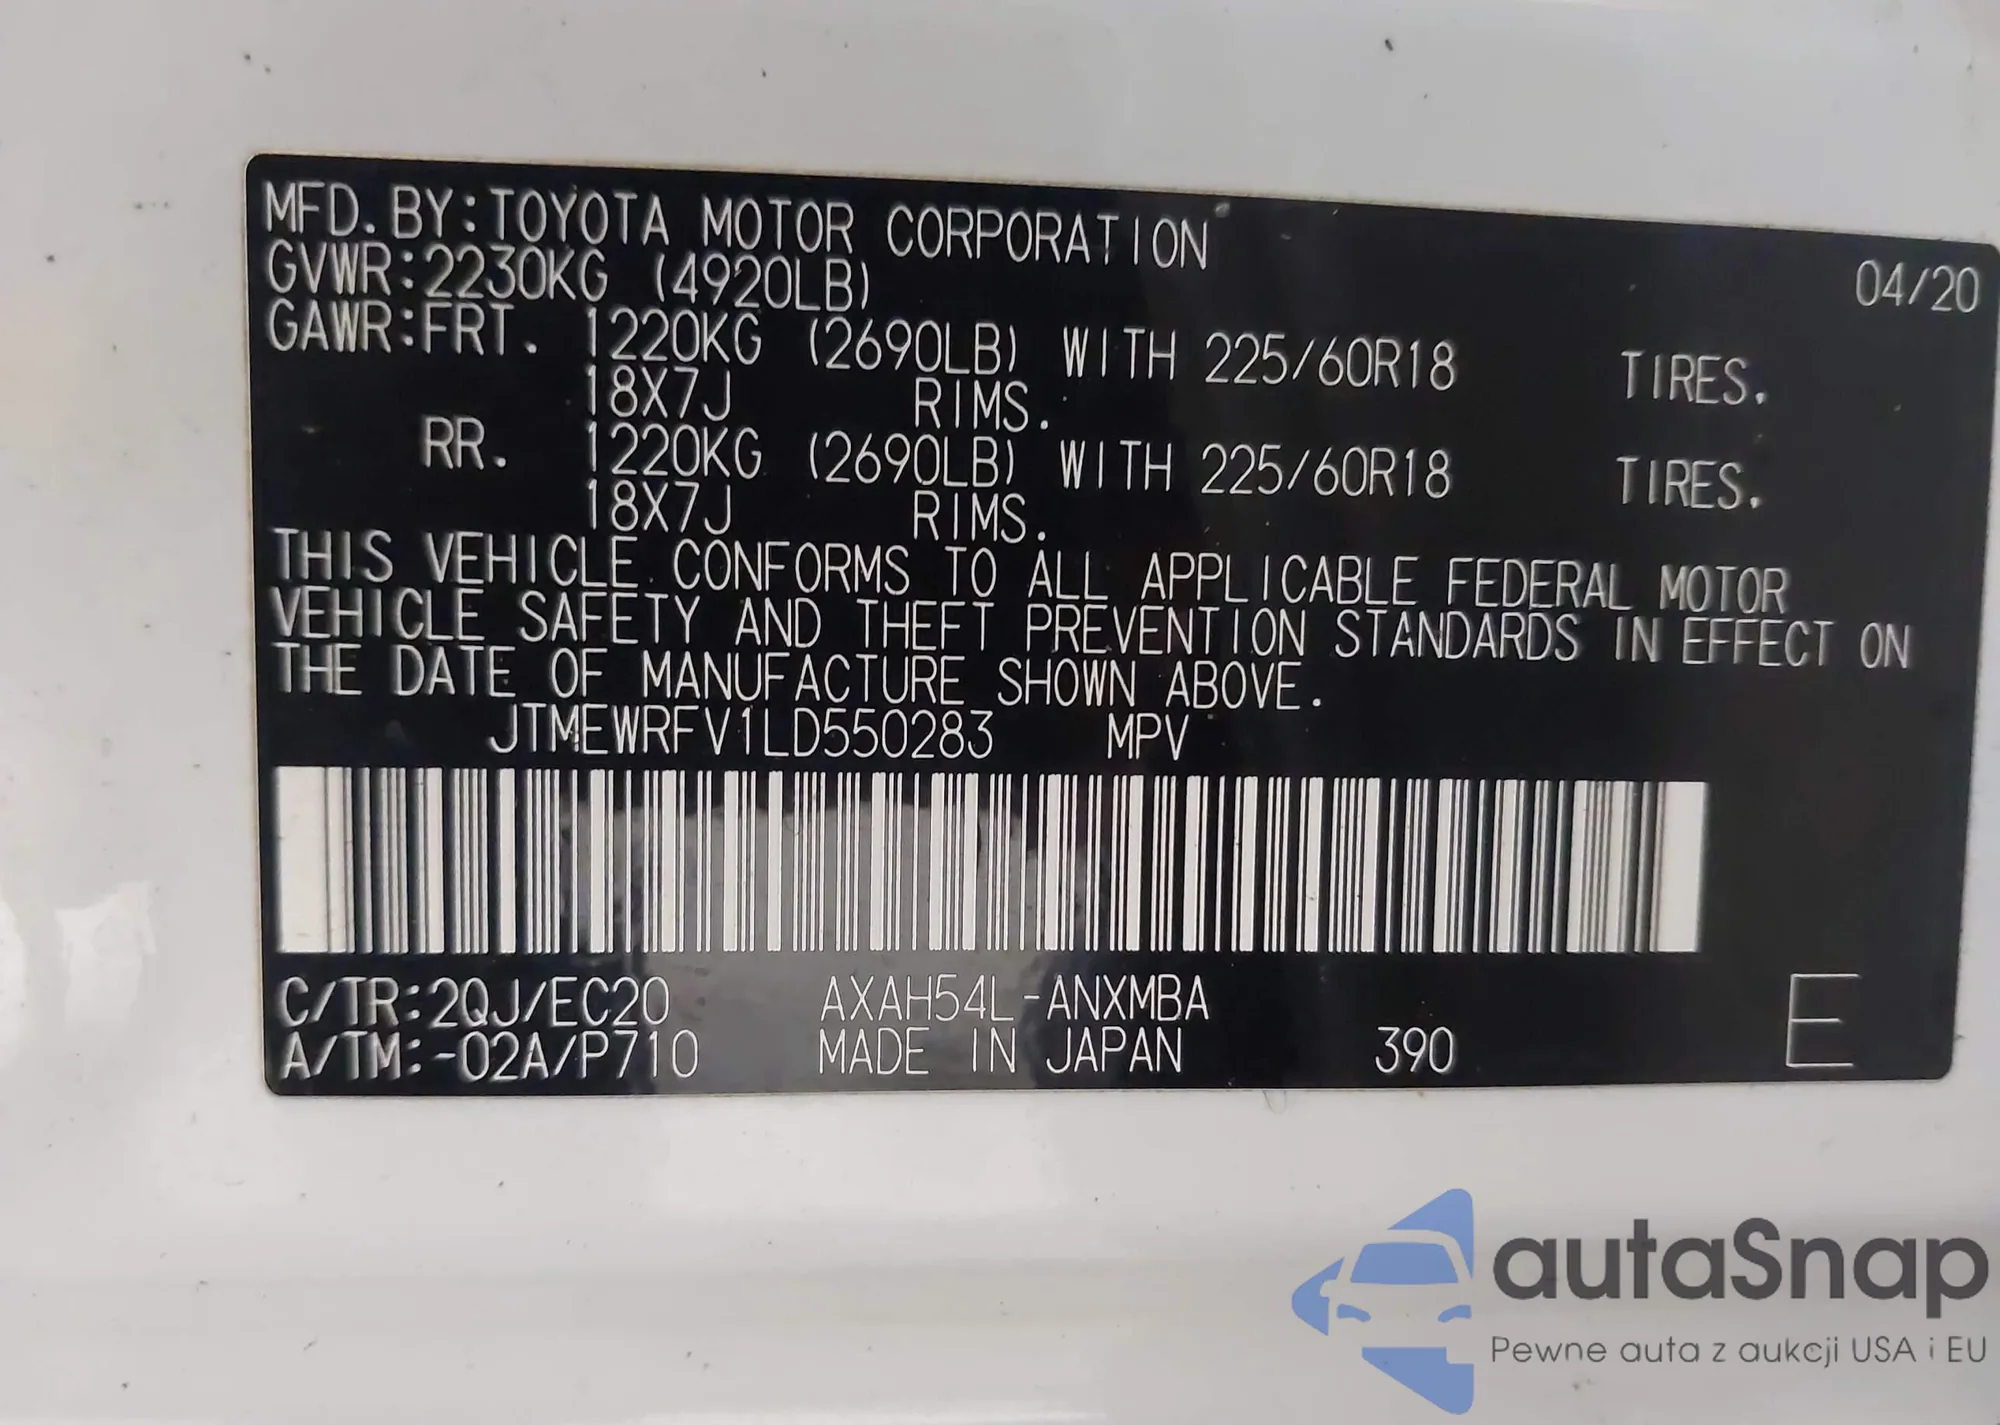 MFD. BY:TOYOTA MOTOR CORPORATION
04/20
GVWR:2230KG (4920LB)
GAWR:FRT. 1220KG (2690LB) WITH 225/60R18 TIRES.
18X7J RIMS.
RR. 1220KG (2690LB) WITH 225/60R18 TIRES.
18X7J RIMS.
THIS VEHICLE CONFORMS TO ALL APPLICABLE FEDERAL MOTOR
VEHICLE SAFETY AND THEFT PREVENTION STANDARDS IN EFFECT ON
THE DATE OF MANUFACTURE SHOWN ABOVE.
JTMEWRFV1LD550283 MPV
C/TR:2QJ/EC20 AXAH54L-ANXMBA
A/TM:-02A/P710 MADE IN JAPAN 390 E
autaSnap
Pewne auta z aukcji USA i EU